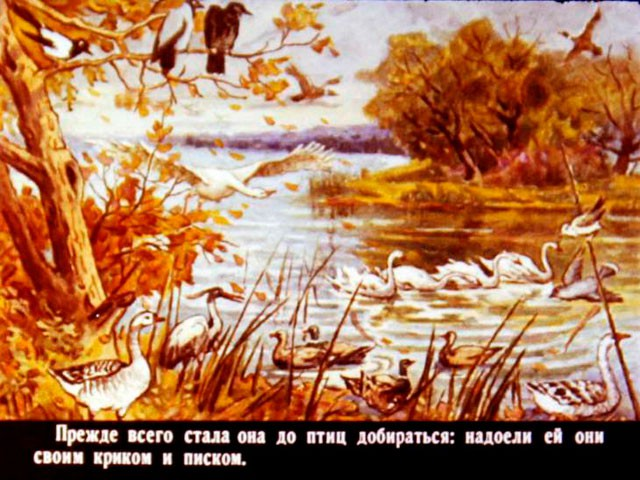 Прежде всего стала она до птиц добираться: надоели ей они
своим криком и писком.